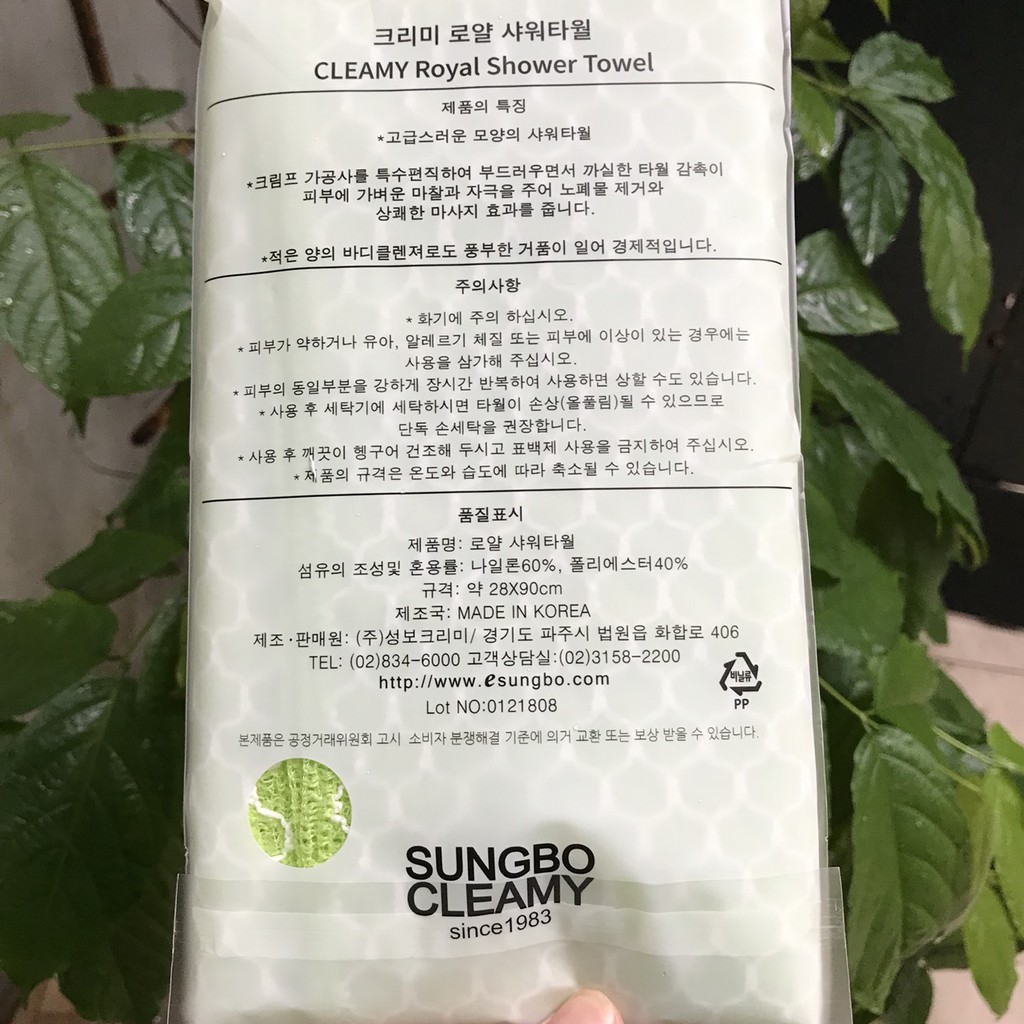 크리미 로얄 샤워타월
CLEAMY Royal Shower Towel
제품의 특징
*고급스러운 모양의 샤워타월
*크림프 가공사를 특수편직하여 부드러우면서 까실한 타월 감촉이
피부에 가벼운 마찰과 자극을 주어 노폐물 제거와
상쾌한 마사지 효과를 줍니다.
*적은 양의 바디클렌져로도 풍부한 거품이 일어 경제적입니다.
주의사항
* 화기에 주의 하십시오.
* 피부가 약하거나 유아, 알레르기 체질 또는 피부에 이상이 있는 경우에는
사용을 삼가해 주십시오.
* 피부의 동일부분을 강하게 장시간 반복하여 사용하면 상할 수도 있습니다.
* 사용 후 세탁기에 세탁하시면 타월이 손상(올풀림)될 수 있으므로
단독 손세탁을 권장합니다.
* 사용 후 깨끗이 헹구어 건조해 두시고 표백제 사용을 금지하여 주십시오.
* 제품의 규격은 온도와 습도에 따라 축소될 수 있습니다.
품질표시
제품명: 로얄 샤워타월
섬유의 조성및 혼용률: 나일론60%, 폴리에스터40%
규격: 약 28X90cm
제조국: MADE IN KOREA
제조·판매원: (주)성보크리미/ 경기도 파주시 법원읍 화합로 406
TEL: (02)834-6000 고객상담실:(02)3158-2200
http://www.esungbo.com
Lot NO:0121808
비닐류
PP
본제품은 공정거래위원회 고시 소비자 분쟁해결 기준에 의거 교환 또는 보상 받을 수 있습니다.
SUNGBO
CLEAMY
since1983